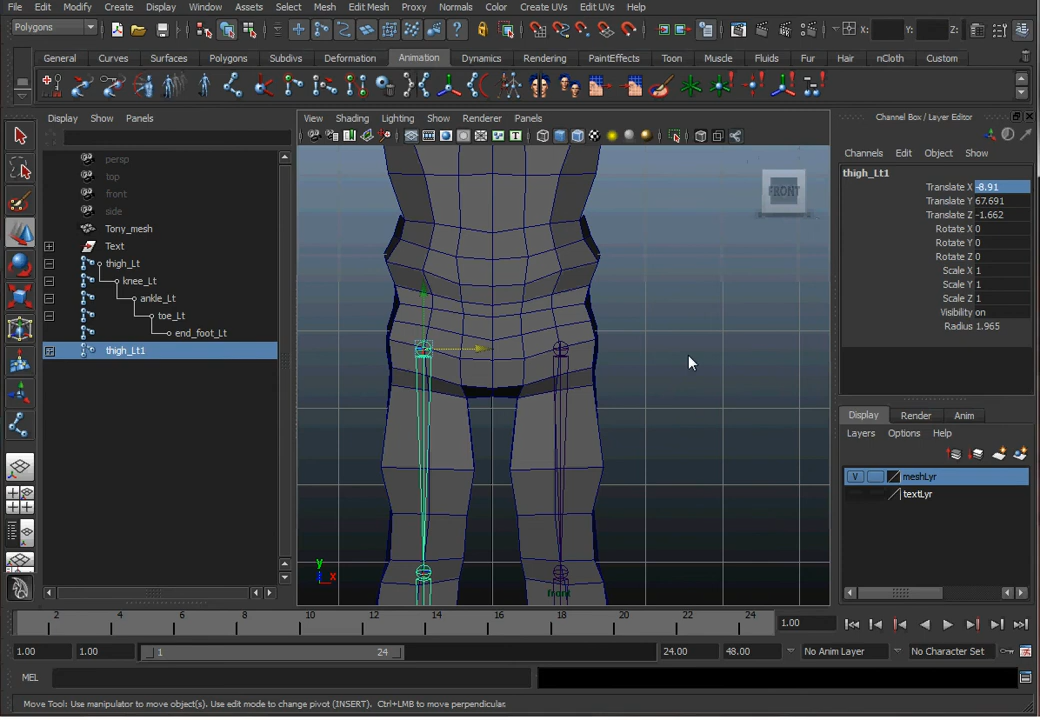 File Edit Modify Create Display Window Assets Select Mesh Edit Mesh Proxy Normals Color Create UVs Edit UVs Help
Polygons X: Y: Z:
General Curves Surfaces Polygons Subdivs Deformation Animation Dynamics Rendering PaintEffects Toon Muscle Fluids Fur Hair nCloth Custom
Display Show Panels
View Shading Lighting Show Renderer Panels
persp
top
front
side
Tony_mesh
Text
thigh_Lt
knee_Lt
ankle_Lt
toe_Lt
end_foot_Lt
thigh_Lt1
FRONT
y
x
front
Channel Box / Layer Editor
Channels Edit Object Show
thigh_Lt1
Translate X -8.91
Translate Y 67.691
Translate Z -1.662
Rotate X 0
Rotate Y 0
Rotate Z 0
Scale X 1
Scale Y 1
Scale Z 1
Visibility on
Radius 1.965
Display Render Anim
Layers Options Help
V meshLyr
textLyr
2 4 6 8 10 12 14 16 18 20 22 24 1.00
1.00 1.00 1 24 24.00 48.00 No Anim Layer No Character Set
MEL
Move Tool: Use manipulator to move object(s). Use edit mode to change pivot (INSERT). Ctrl+LMB to move perpendicular.